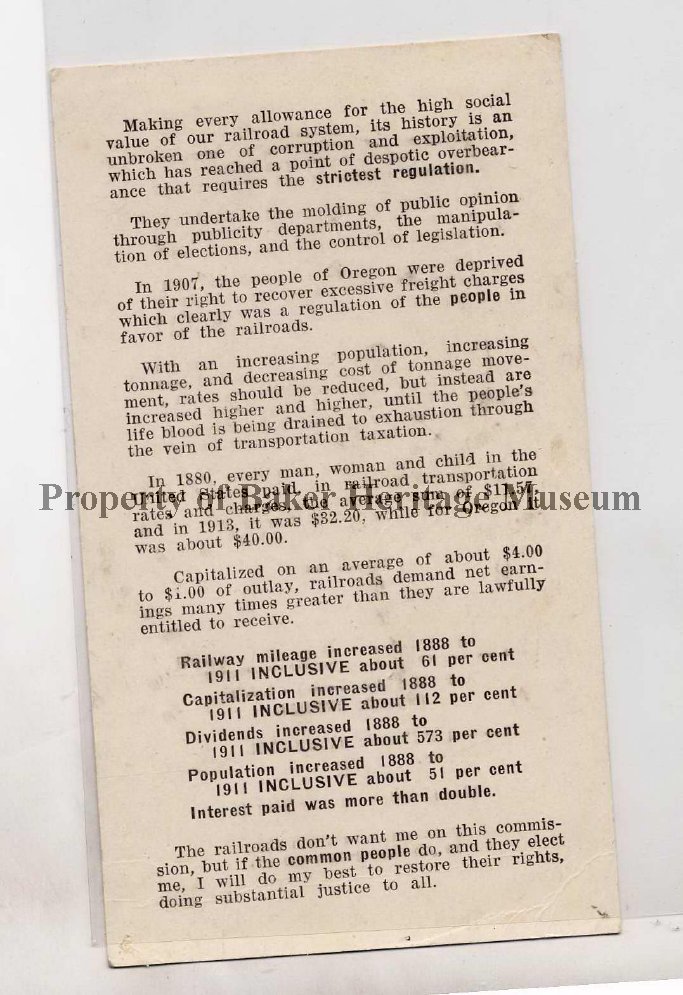 Making every allowance for the high social
value of our railroad system, its history is an
unbroken one of corruption and exploitation,
which has reached a point of despotic overbear-
ance that requires the strictest regulation.
They undertake the molding of public opinion
through publicity departments, the manipula-
tion of elections, and the control of legislation.
In 1907, the people of Oregon were deprived
of their right to recover excessive freight charges
which clearly was a regulation of the people in
favor of the railroads.
With an increasing population, increasing
tonnage, and decreasing cost of tonnage move-
ment, rates should be reduced, but instead are
increased higher and higher, until the people's
life blood is being drained to exhaustion through
the vein of transportation taxation.
In 1880, every man, woman and child in the
United States paid in railroad transportation
rates and charges, the average sum of
Property of Baker Heritage Museum
and in 1913, it was $32.20, while for Oregon it
was about $40.00.
Capitalized on an average of about $4.00
to $1.00 of outlay, railroads demand net earn-
ings many times greater than they are lawfully
entitled to receive.
Railway mileage increased 1888 to
1911 INCLUSIVE about 61 per cent
Capitalization increased 1888 to
1911 INCLUSIVE about 112 per cent
Dividends increased 1888 to
1911 INCLUSIVE about 573 per cent
Population increased 1888 to
1911 INCLUSIVE about 51 per cent
Interest paid was more than double.
The railroads don't want me on this commis-
sion, but if the common people do, and they elect
me, I will do my best to restore their rights,
doing substantial justice to all.